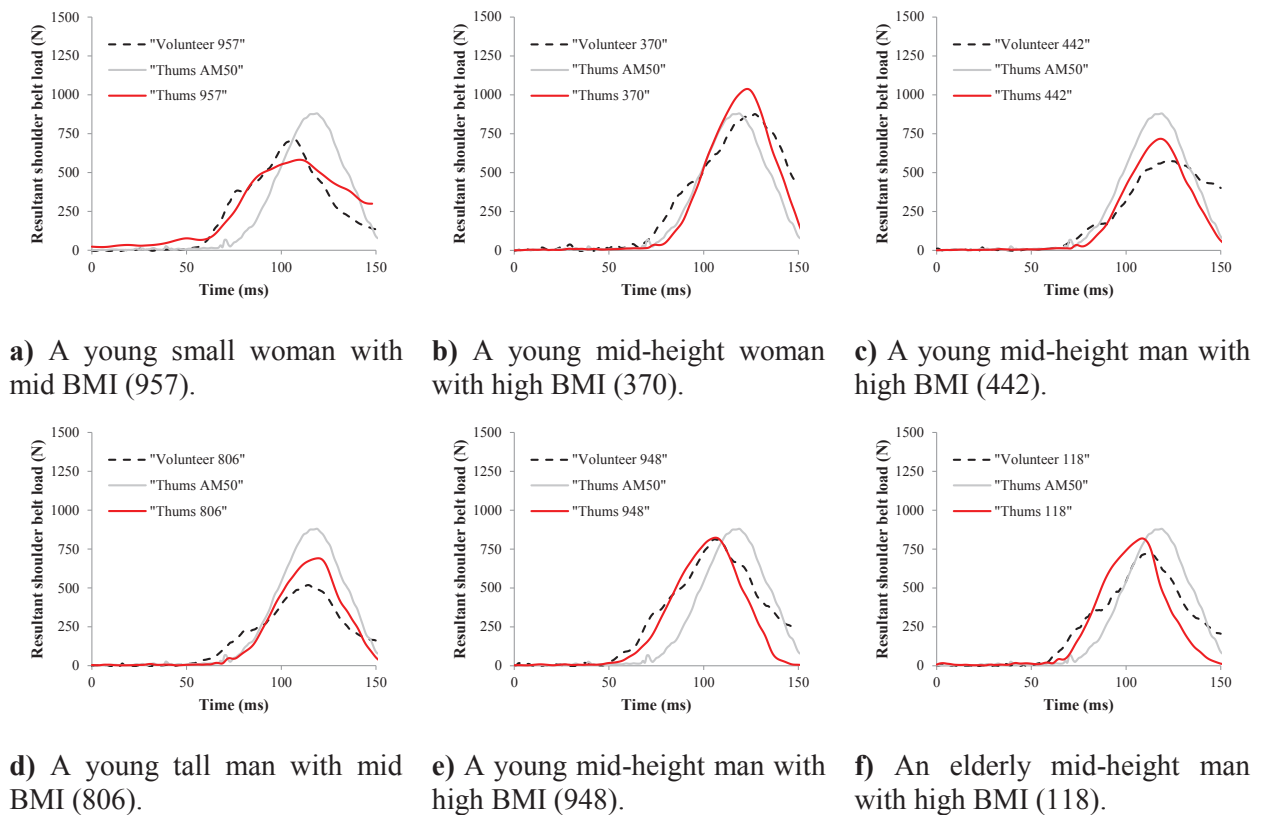 1500
1250
1000
750
500
250
0
Resultant shoulder belt load (N)
"Volunteer 957"
"Thums AM50"
"Thums 957"
0 50 100 150
Time (ms)
a) A young small woman with
mid BMI (957).
1500
1250
1000
750
500
250
0
Resultant shoulder belt load (N)
"Volunteer 370"
"Thums AM50"
"Thums 370"
0 50 100 150
Time (ms)
b) A young mid-height woman
with high BMI (370).
1500
1250
1000
750
500
250
0
Resultant shoulder belt load (N)
"Volunteer 442"
"Thums AM50"
"Thums 442"
0 50 100 150
Time (ms)
c) A young mid-height man with
high BMI (442).
1500
1250
1000
750
500
250
0
Resultant shoulder belt load (N)
"Volunteer 806"
"Thums AM50"
"Thums 806"
0 50 100 150
Time (ms)
d) A young tall man with mid
BMI (806).
1500
1250
1000
750
500
250
0
Resultant shoulder belt load (N)
"Volunteer 948"
"Thums AM50"
"Thums 948"
0 50 100 150
Time (ms)
e) A young mid-height man with
high BMI (948).
1500
1250
1000
750
500
250
0
Resultant shoulder belt load (N)
"Volunteer 118"
"Thums AM50"
"Thums 118"
0 50 100 150
Time (ms)
f) An elderly mid-height man
with high BMI (118).